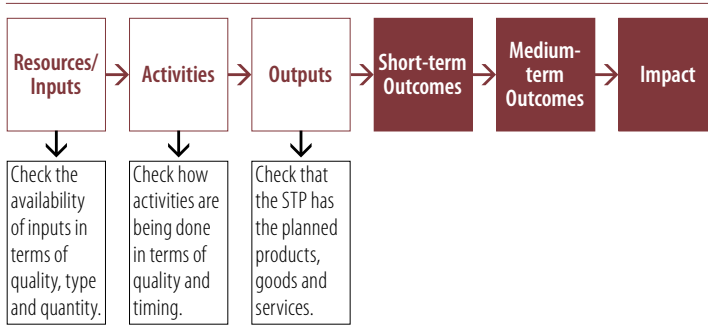 Resources/
Inputs
Activities
Outputs
Short-term
Outcomes
Medium-
term
Outcomes
Impact
Check the
availability
of inputs in
terms of
quality, type
and quantity.
Check how
activities are
being done
in terms of
quality and
timing.
Check that
the STP has
the planned
products,
goods and
services.